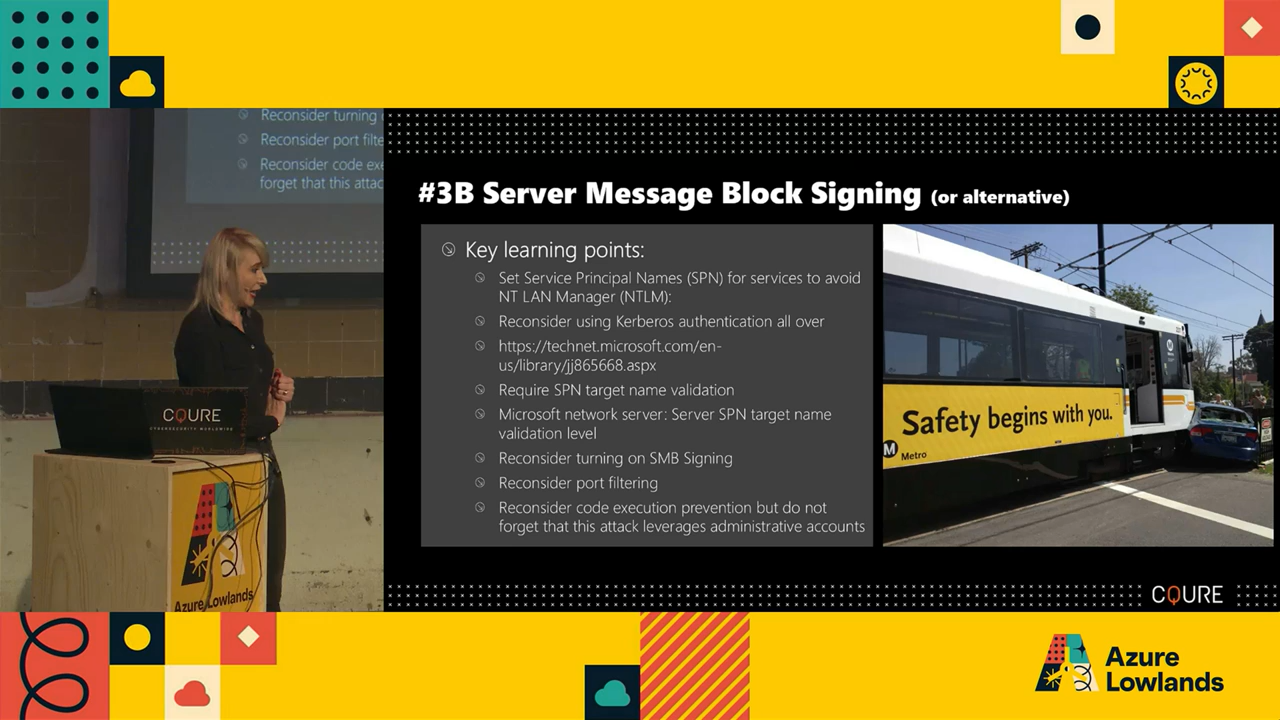 Reconsider turning
Reconsider port filte
Reconsider code exe
forget that this attac
#3B Server Message Block Signing (or alternative)
Key learning points:
Set Service Principal Names (SPN) for services to avoid
NT LAN Manager (NTLM):
Reconsider using Kerberos authentication all over
https://technet.microsoft.com/en-
us/library/jj865668.aspx
Require SPN target name validation
Microsoft network server: Server SPN target name
validation level
Reconsider turning on SMB Signing
Reconsider port filtering
Reconsider code execution prevention but do not
forget that this attack leverages administrative accounts
Safety begins with you.
M Metro
CQURE
CYBERSECURITY WORLDWIDE
Azure Lowlands
CQURE
Azure
Lowlands